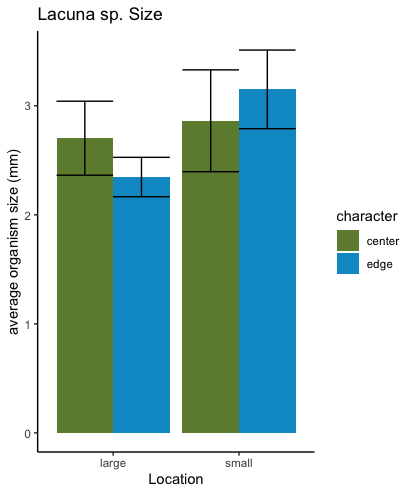 Lacuna sp. Size
average organism size (mm)
3
2
1
0
large
small
Location
character
center
edge